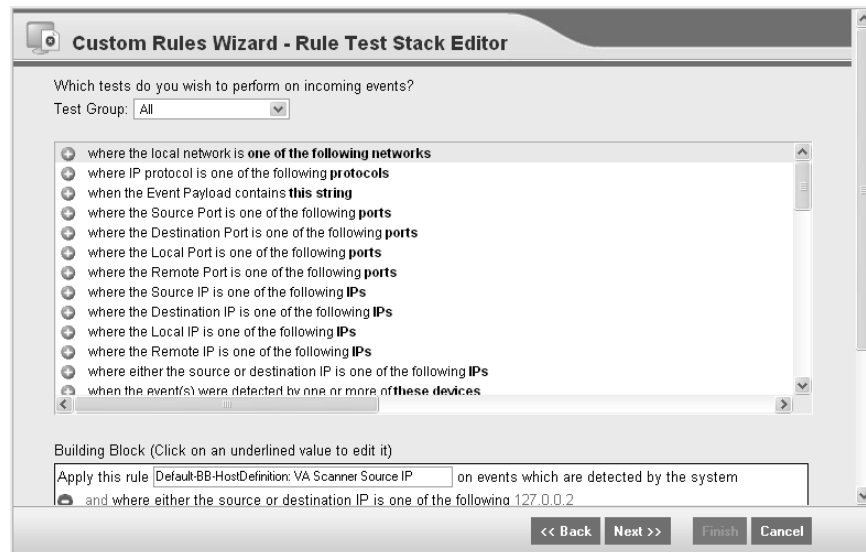 Custom Rules Wizard - Rule Test Stack Editor
Which tests do you wish to perform on incoming events?
Test Group: All
where the local network is one of the following networks
where IP protocol is one of the following protocols
when the Event Payload contains this string
where the Source Port is one of the following ports
where the Destination Port is one of the following ports
where the Local Port is one of the following ports
where the Remote Port is one of the following ports
where the Source IP is one of the following IPs
where the Destination IP is one of the following IPs
where the Local IP is one of the following IPs
where the Remote IP is one of the following IPs
where either the source or destination IP is one of the following IPs
when the event(s) were detected by one or more of these devices
Building Block (Click on an underlined value to edit it)
Apply this rule Default-BB-HostDefinition: VA Scanner Source IP on events which are detected by the system
and where either the source or destination IP is one of the following 127.0.0.2
<< Back Next >> Finish Cancel